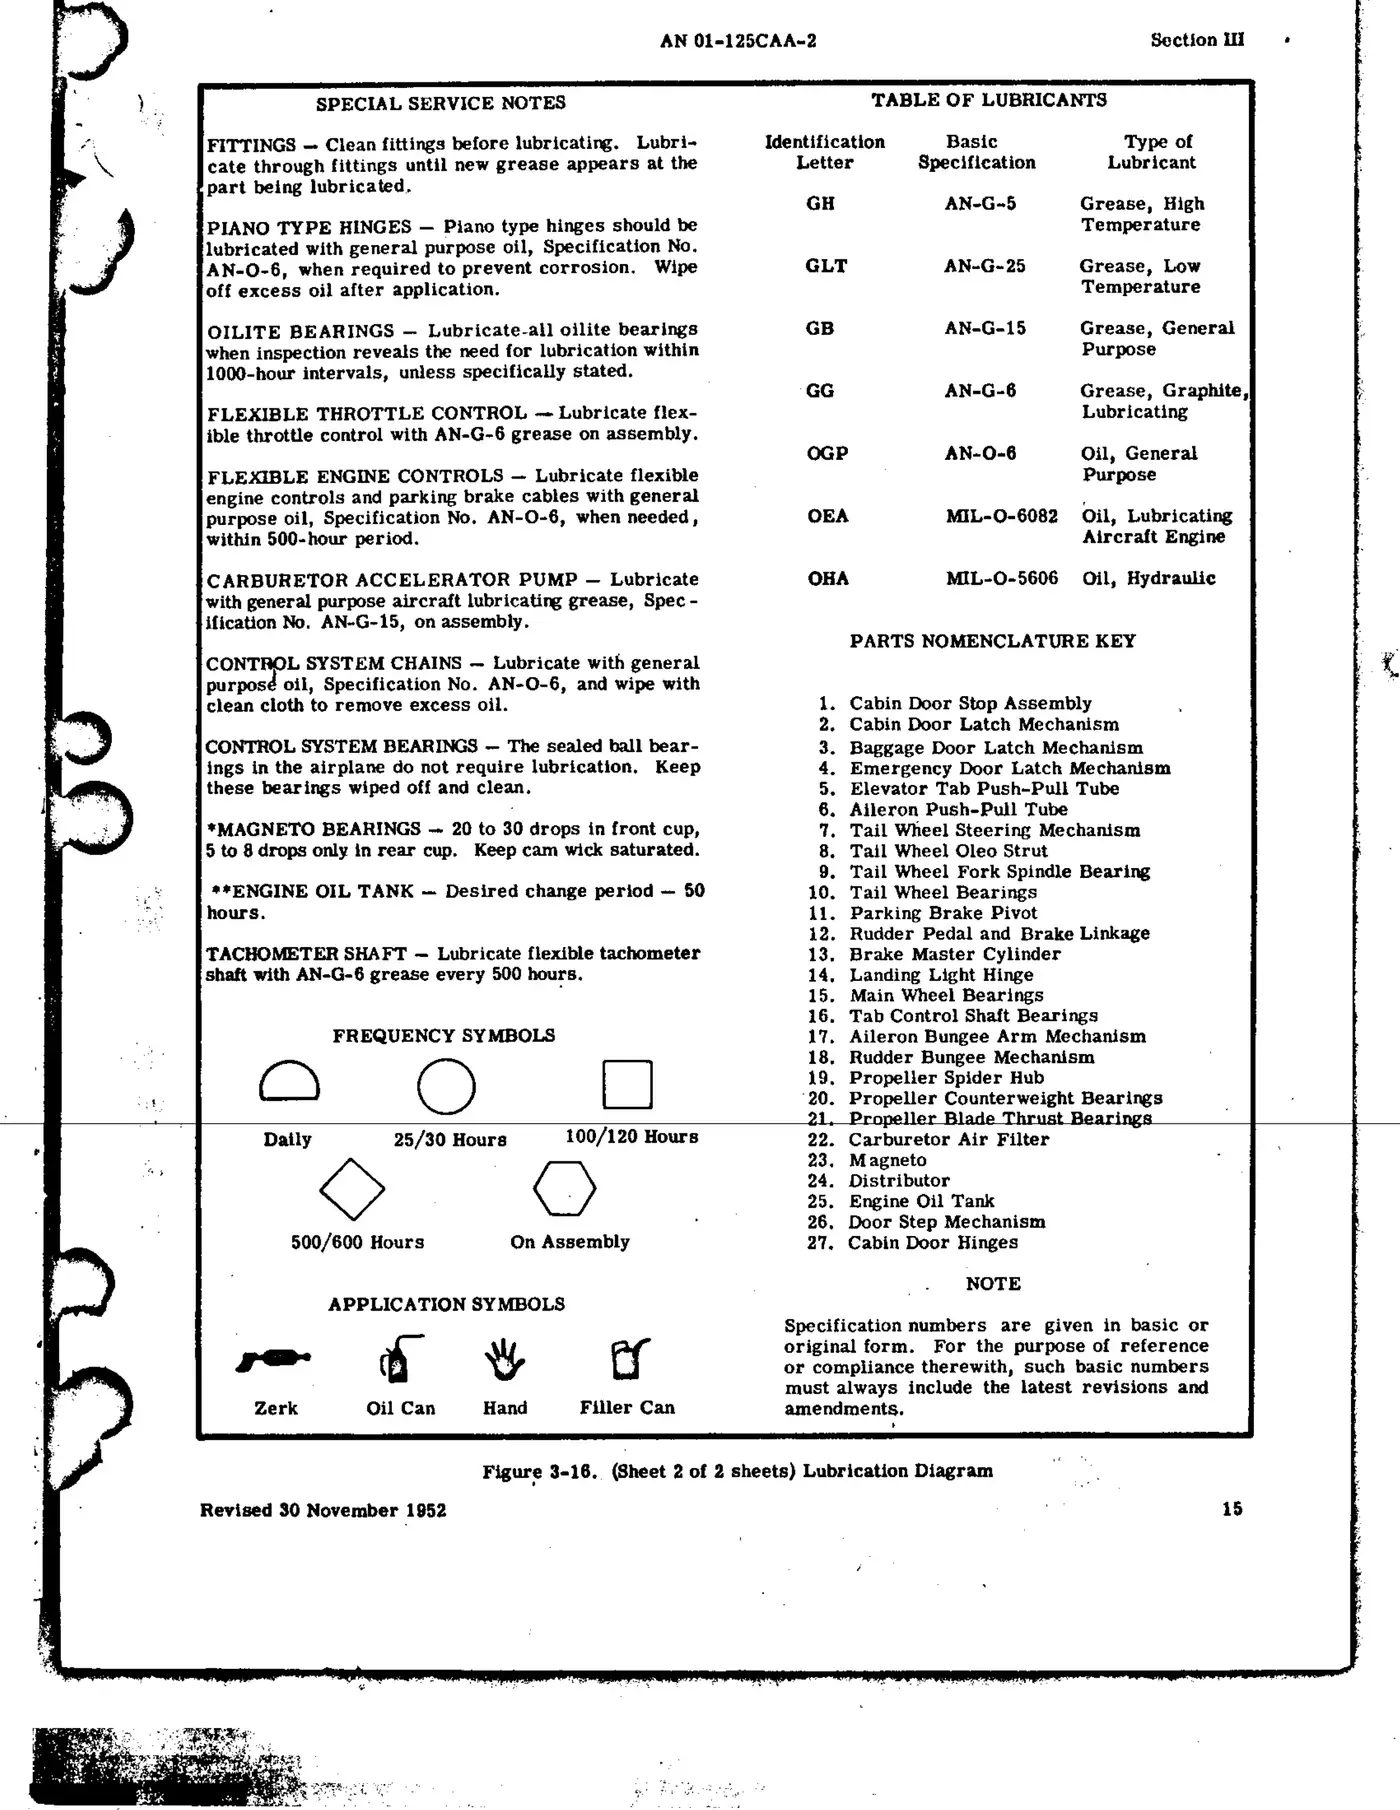 AN 01-125CAA-2
Section III
SPECIAL SERVICE NOTES
FITTINGS — Clean fittings before lubricating. Lubri-
cate through fittings until new grease appears at the
part being lubricated.
PIANO TYPE HINGES — Piano type hinges should be
lubricated with general purpose oil, Specification No.
AN-O-6, when required to prevent corrosion. Wipe
off excess oil after application.
OILITE BEARINGS — Lubricate-all oilite bearings
when inspection reveals the need for lubrication within
1000-hour intervals, unless specifically stated.
FLEXIBLE THROTTLE CONTROL — Lubricate flex-
ible throttle control with AN-G-6 grease on assembly.
FLEXIBLE ENGINE CONTROLS — Lubricate flexible
engine controls and parking brake cables with general
purpose oil, Specification No. AN-O-6, when needed,
within 500-hour period.
CARBURETOR ACCELERATOR PUMP — Lubricate
with general purpose aircraft lubricating grease, Spec-
ification No. AN-G-15, on assembly.
CONTROL SYSTEM CHAINS — Lubricate with general
purpose oil, Specification No. AN-O-6, and wipe with
clean cloth to remove excess oil.
CONTROL SYSTEM BEARINGS — The sealed ball bear-
ings in the airplane do not require lubrication. Keep
these bearings wiped off and clean.
*MAGNETO BEARINGS — 20 to 30 drops in front cup,
5 to 8 drops only in rear cup. Keep cam wick saturated.
**ENGINE OIL TANK — Desired change period — 50
hours.
TACHOMETER SHAFT — Lubricate flexible tachometer
shaft with AN-G-6 grease every 500 hours.
FREQUENCY SYMBOLS
Daily 25/30 Hours 100/120 Hours
500/600 Hours On Assembly
APPLICATION SYMBOLS
Zerk Oil Can Hand Filler Can
TABLE OF LUBRICANTS
Identification Basic Type of
Letter Specification Lubricant
GH AN-G-5 Grease, High
Temperature
GLT AN-G-25 Grease, Low
Temperature
GB AN-G-15 Grease, General
Purpose
GG AN-G-6 Grease, Graphite,
Lubricating
OGP AN-O-6 Oil, General
Purpose
OEA MIL-O-6082 Oil, Lubricating
Aircraft Engine
OHA MIL-O-5606 Oil, Hydraulic
PARTS NOMENCLATURE KEY
1. Cabin Door Stop Assembly
2. Cabin Door Latch Mechanism
3. Baggage Door Latch Mechanism
4. Emergency Door Latch Mechanism
5. Elevator Tab Push-Pull Tube
6. Aileron Push-Pull Tube
7. Tail Wheel Steering Mechanism
8. Tail Wheel Oleo Strut
9. Tail Wheel Fork Spindle Bearing
10. Tail Wheel Bearings
11. Parking Brake Pivot
12. Rudder Pedal and Brake Linkage
13. Brake Master Cylinder
14. Landing Light Hinge
15. Main Wheel Bearings
16. Tab Control Shaft Bearings
17. Aileron Bungee Arm Mechanism
18. Rudder Bungee Mechanism
19. Propeller Spider Hub
20. Propeller Counterweight Bearings
21. Propeller Blade Thrust Bearings
22. Carburetor Air Filter
23. Magneto
24. Distributor
25. Engine Oil Tank
26. Door Step Mechanism
27. Cabin Door Hinges
NOTE
Specification numbers are given in basic or
original form. For the purpose of reference
or compliance therewith, such basic numbers
must always include the latest revisions and
amendments.
Figure 3-16. (Sheet 2 of 2 sheets) Lubrication Diagram
Revised 30 November 1952
15